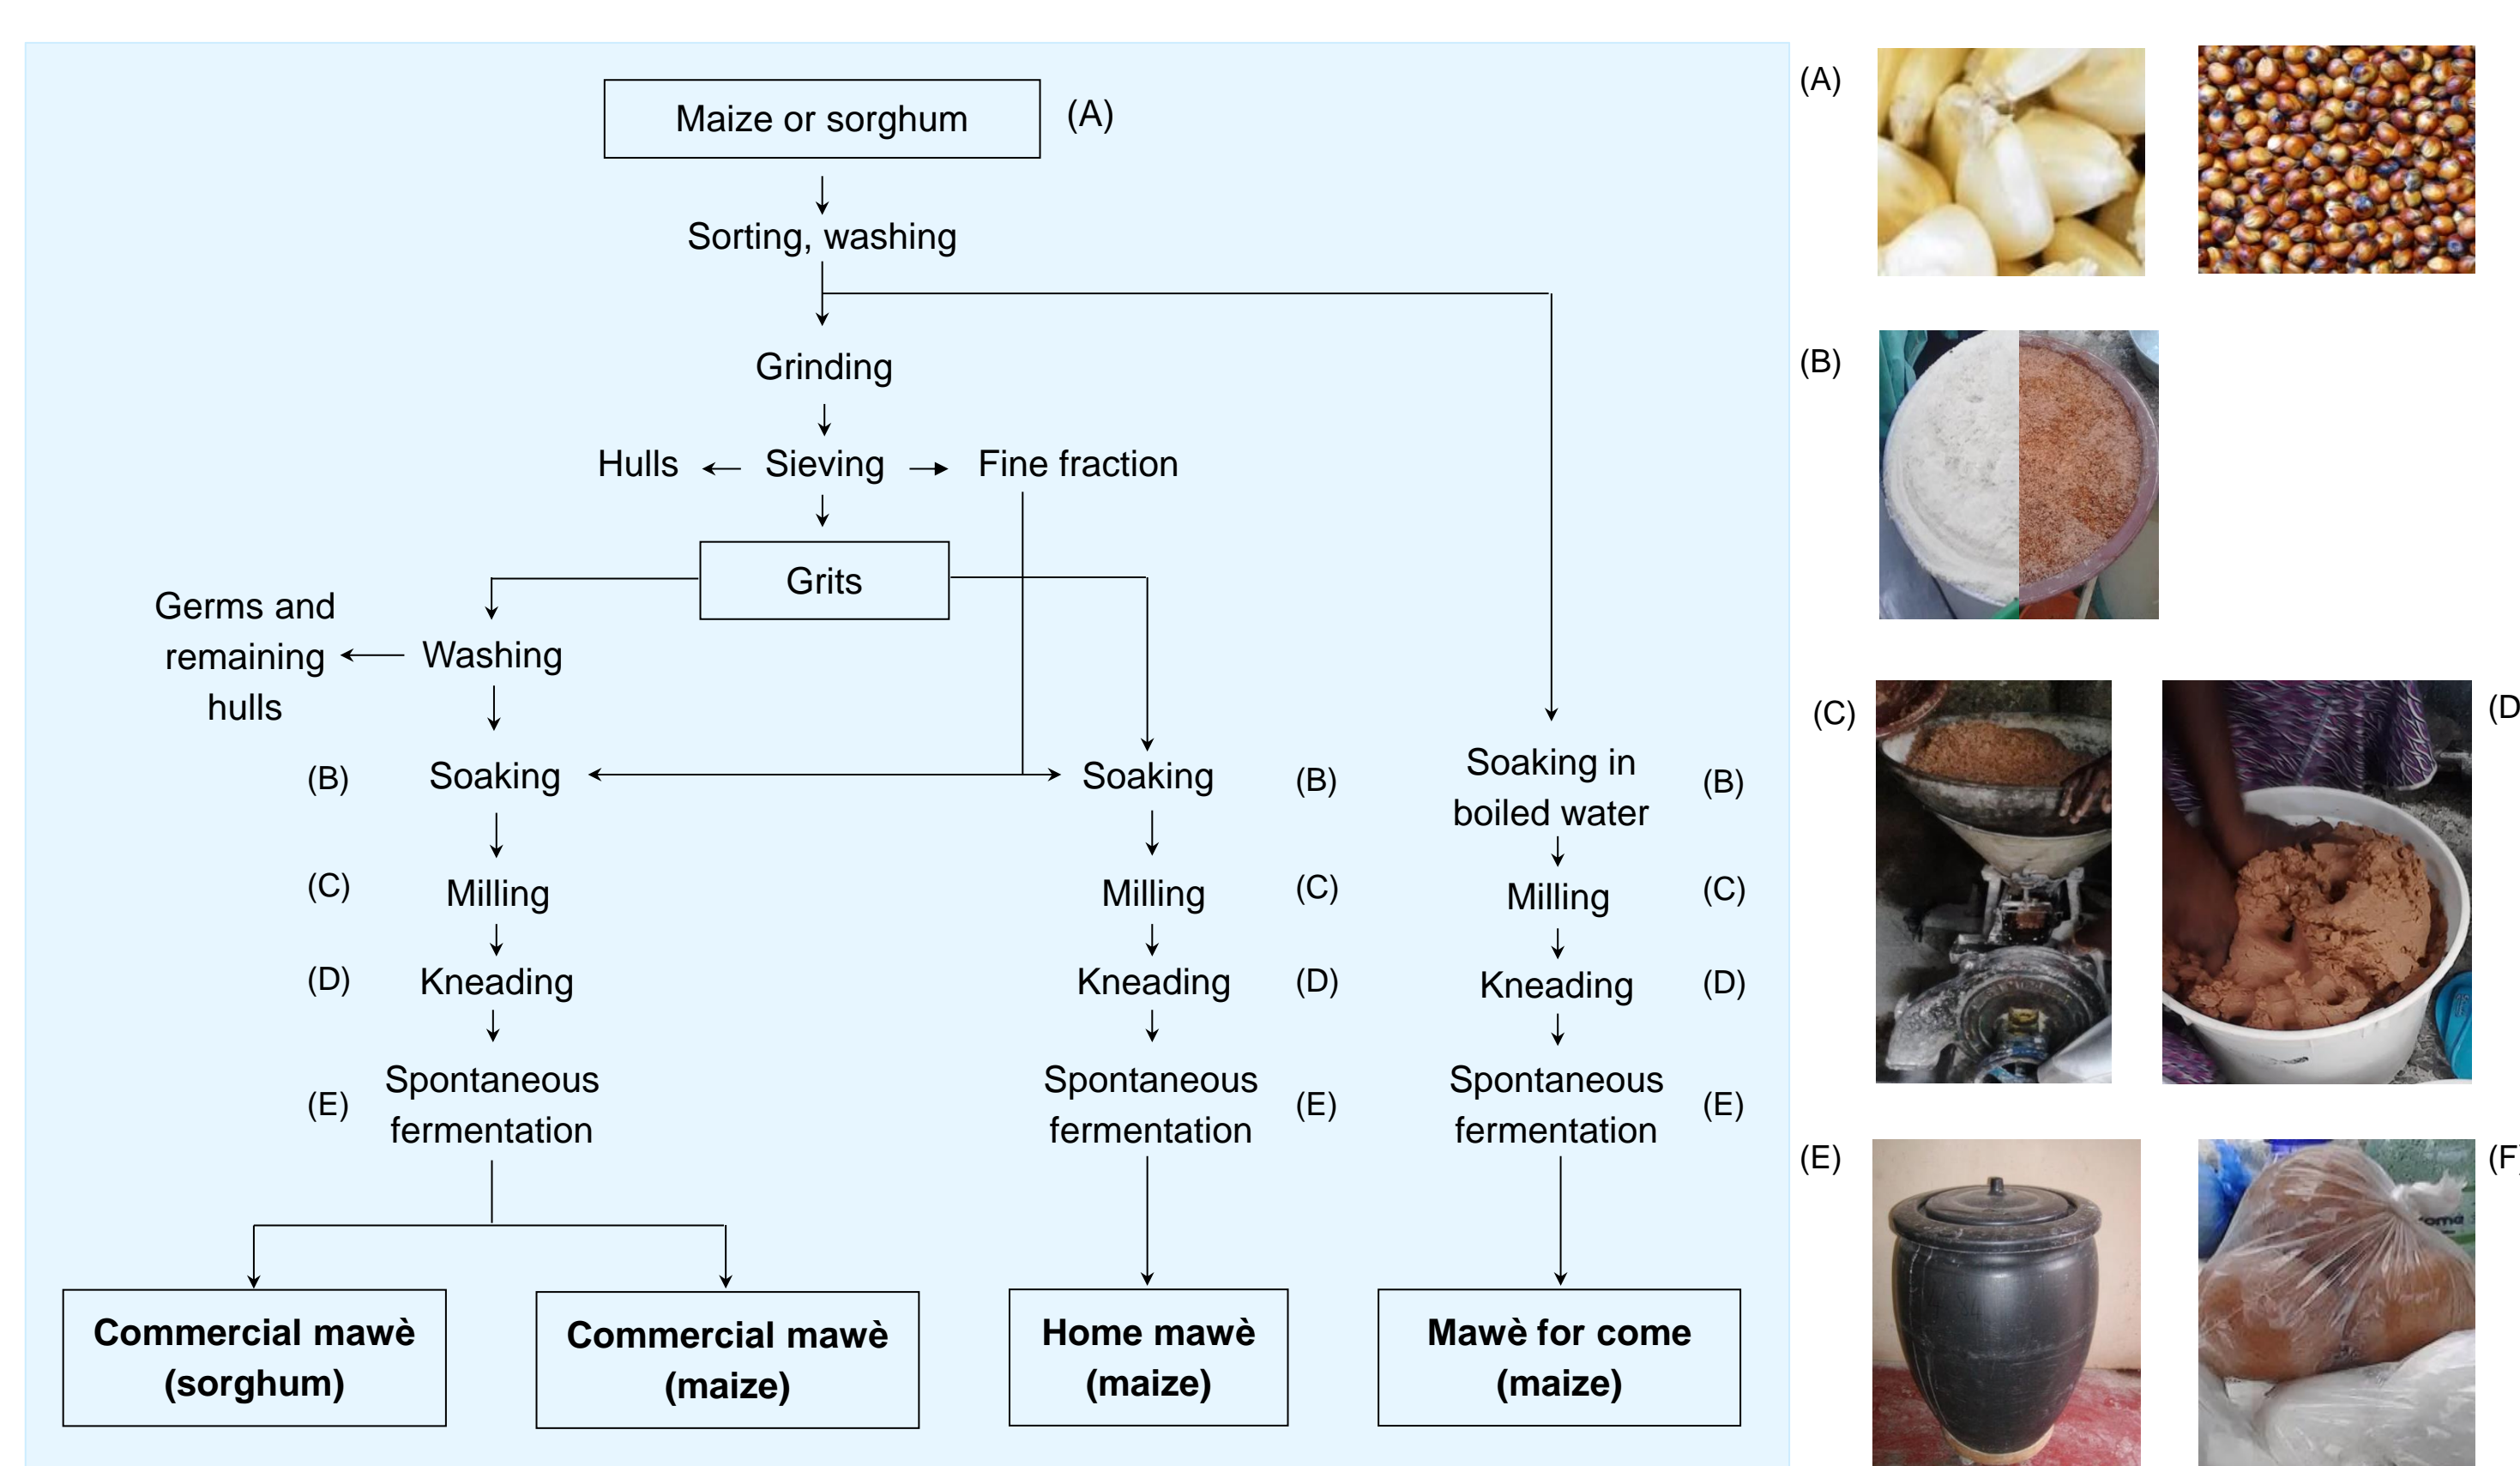 Maize or sorghum
(A)
Sorting, washing
Grinding
Hulls
Sieving
Fine fraction
Grits
Germs and
remaining
hulls
Washing
(B)
Soaking
Soaking
(B)
Soaking in
boiled water
(B)
(C)
Milling
Milling
(C)
Milling
(C)
(D)
Kneading
Kneading
(D)
Kneading
(D)
(E)
Spontaneous
fermentation
Spontaneous
fermentation
(E)
Spontaneous
fermentation
(E)
Commercial mawè
(sorghum)
Commercial mawè
(maize)
Home mawè
(maize)
Mawè for come
(maize)
(A)
(B)
(C)
(D
(E)
(F